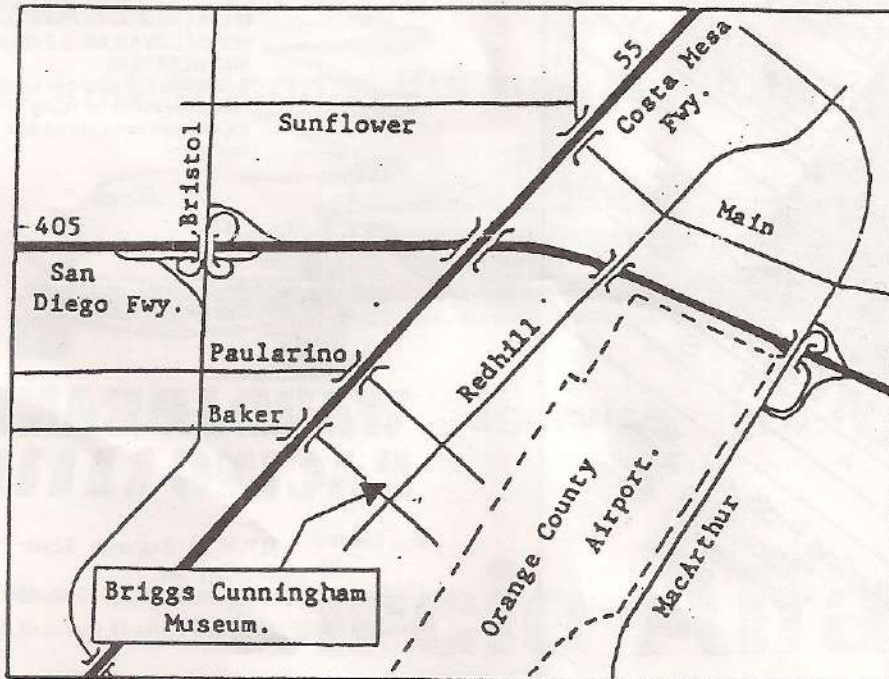 55
Costa Mesa
Fwy.
Sunflower
Bristol
Main
405
San
Diego Fwy.
Paularino
Redhill
Baker
Orange County
Airport.
MacArthur
Briggs Cunningham
Museum.